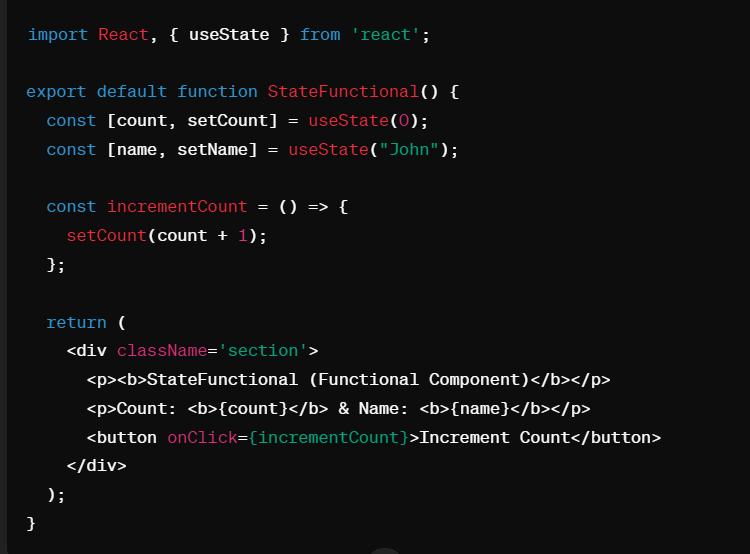 import React, { useState } from 'react';

export default function StateFunctional() {
  const [count, setCount] = useState(0);
  const [name, setName] = useState("John");

  const incrementCount = () => {
    setCount(count + 1);
  };

  return (
    <div className='section'>
      <p><b>StateFunctional (Functional Component)</b></p>
      <p>Count: <b>{count}</b> & Name: <b>{name}</b></p>
      <button onClick={incrementCount}>Increment Count</button>
    </div>
  );
}